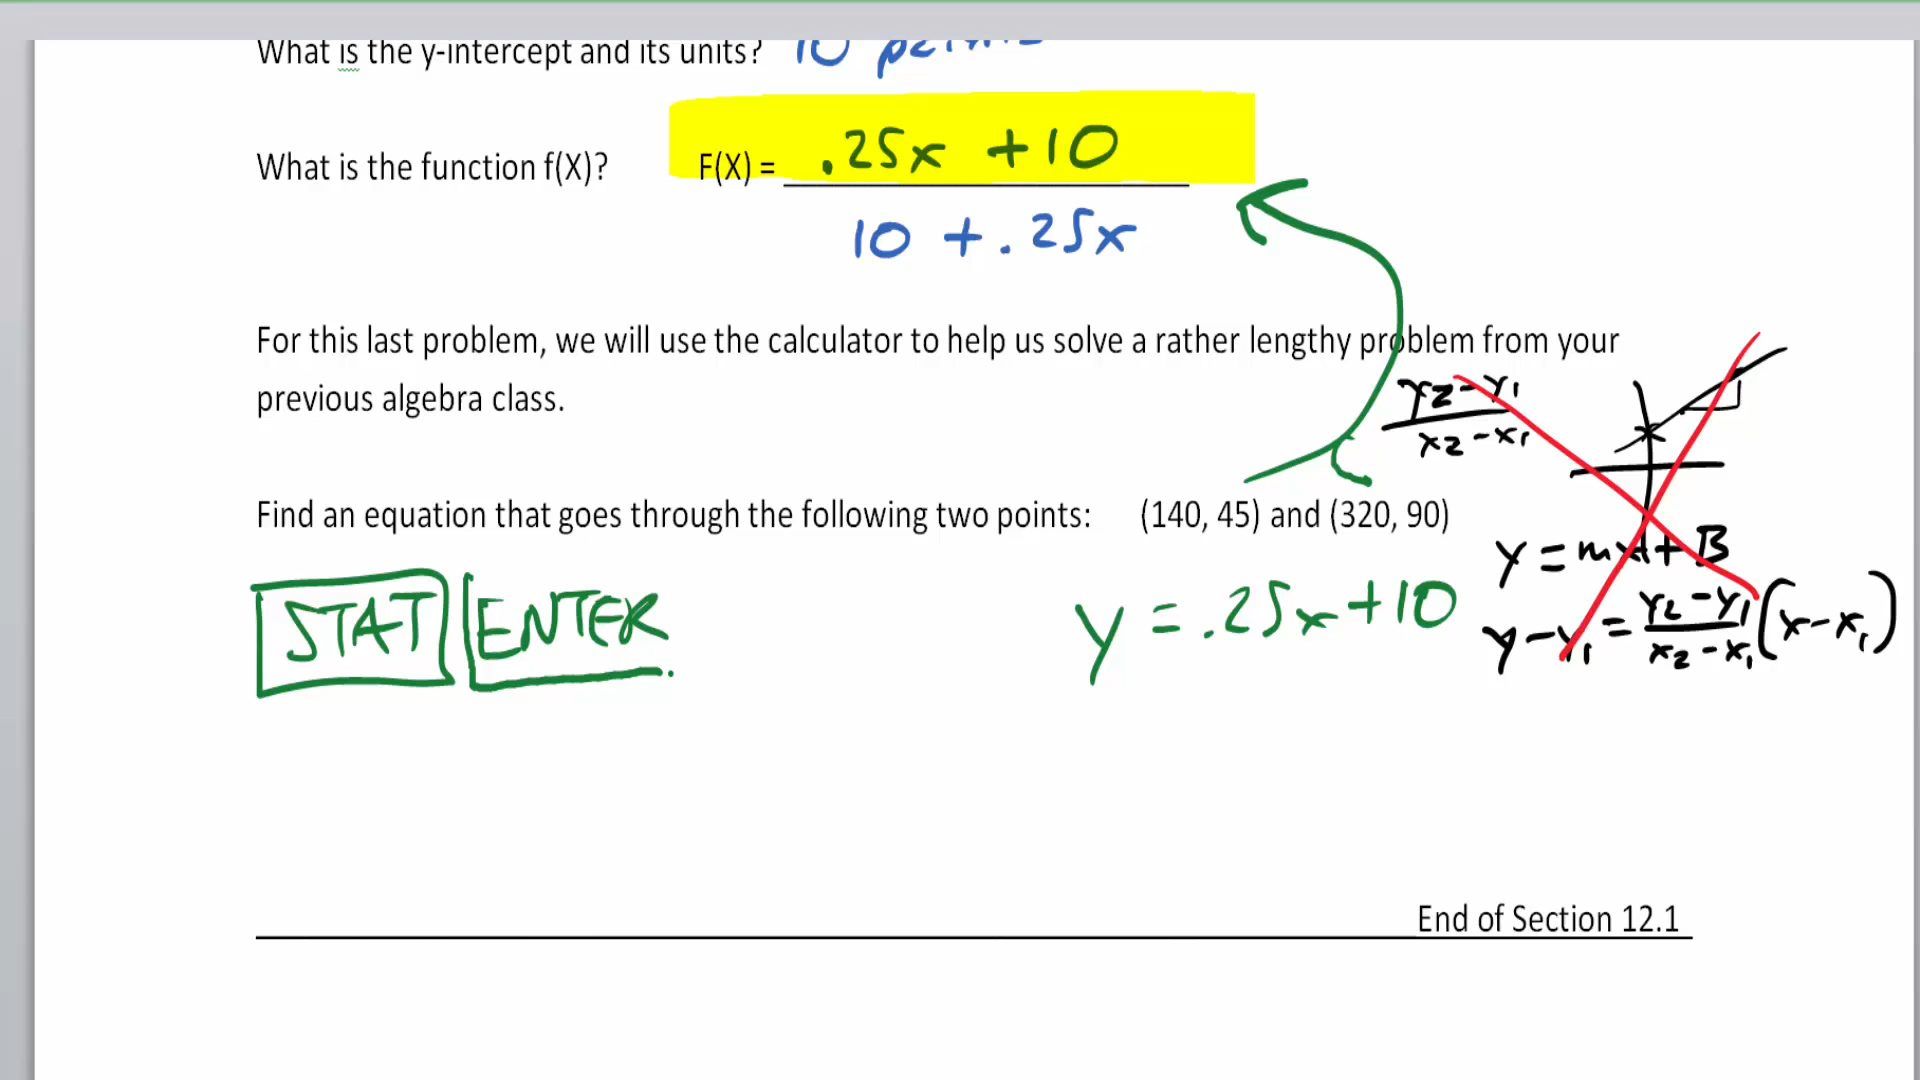 What is the y-intercept and its units? 10 points
What is the function f(X)? F(X) = .25x + 10
10 + .25x
For this last problem, we will use the calculator to help us solve a rather lengthy problem from your
previous algebra class.
y2 - y1
x2 - x1
Find an equation that goes through the following two points: (140, 45) and (320, 90)
y = mx + B
STAT ENTER y = .25x + 10
y - y1 = y2 - y1 / x2 - x1 (x - x1)
End of Section 12.1